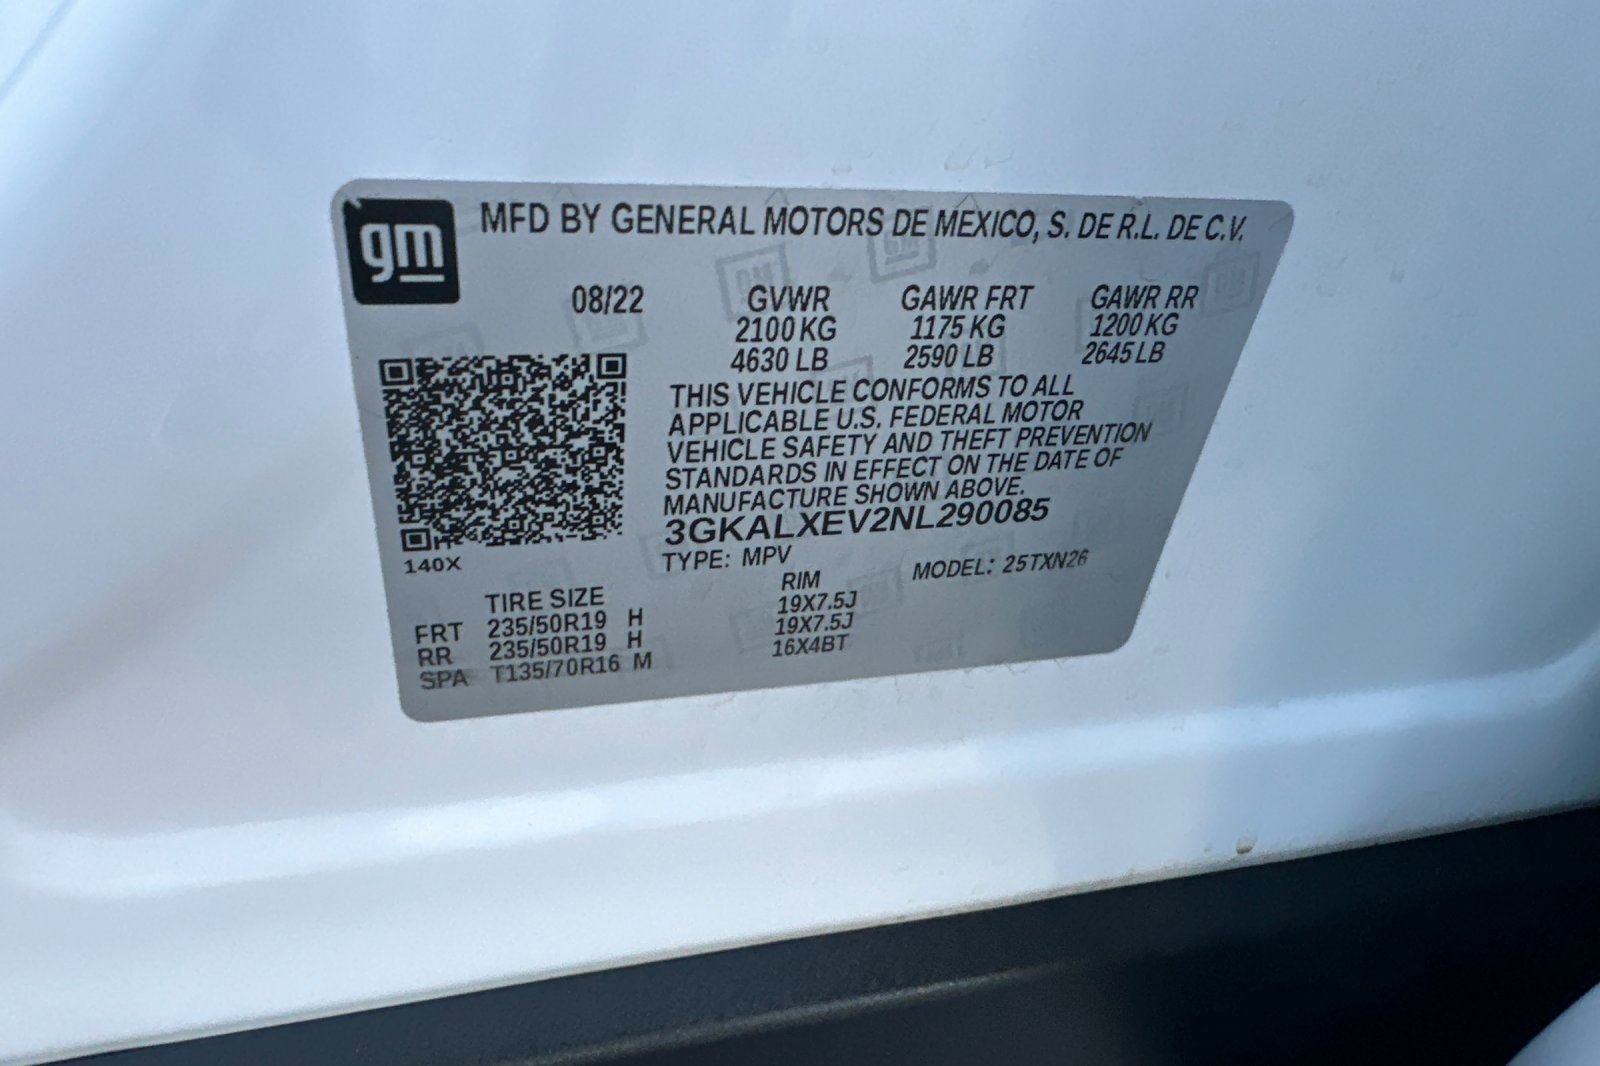 gm
MFD BY GENERAL MOTORS DE MEXICO, S. DE R.L. DE C.V.
08/22 GVWR GAWR FRT GAWR RR
2100 KG 1175 KG 1200 KG
4630 LB 2590 LB 2645 LB
THIS VEHICLE CONFORMS TO ALL
APPLICABLE U.S. FEDERAL MOTOR
VEHICLE SAFETY AND THEFT PREVENTION
STANDARDS IN EFFECT ON THE DATE OF
MANUFACTURE SHOWN ABOVE.
3GKALXEV2NL290085
140X
TYPE: MPV MODEL: 25TXN26
TIRE SIZE RIM
FRT 235/50R19 H 19X7.5J
RR 235/50R19 H 19X7.5J
SPA T135/70R16 M 16X4BT